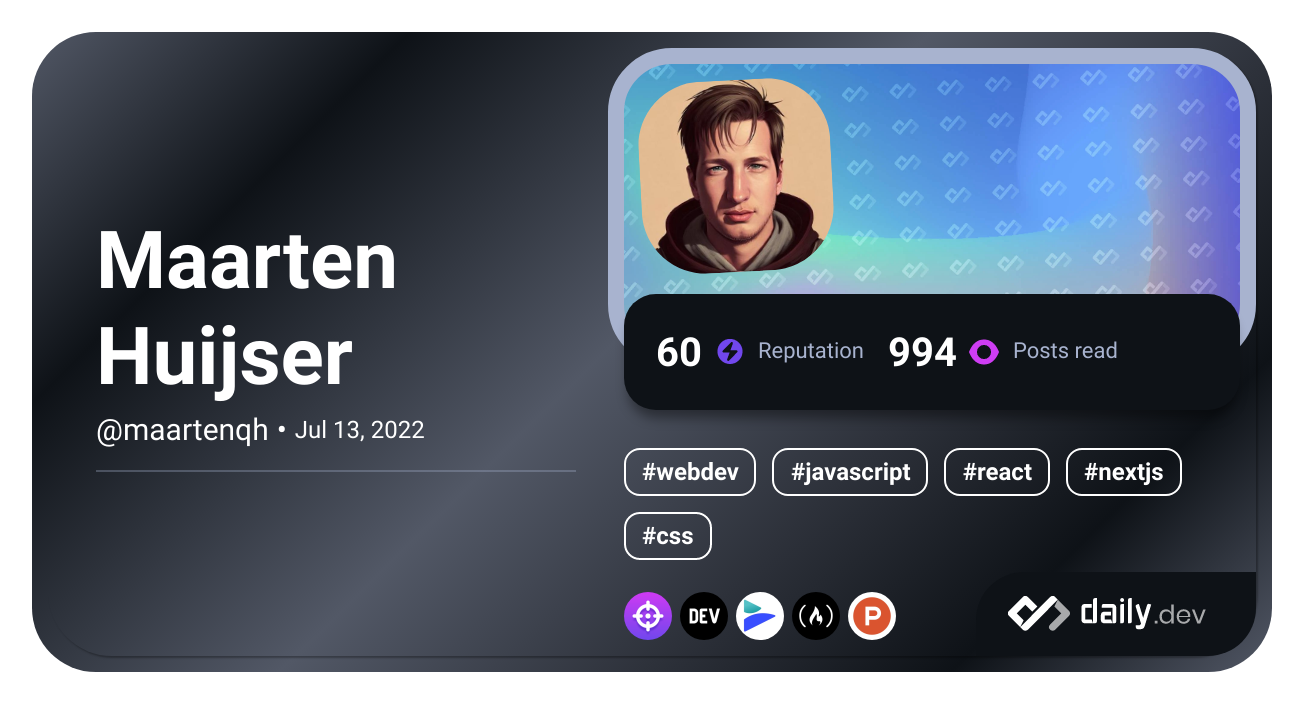 Maarten
Huijser
@maartenqh • Jul 13, 2022
60 Reputation 994 Posts read
#webdev #javascript #react #nextjs
#css
DEV P
daily.dev